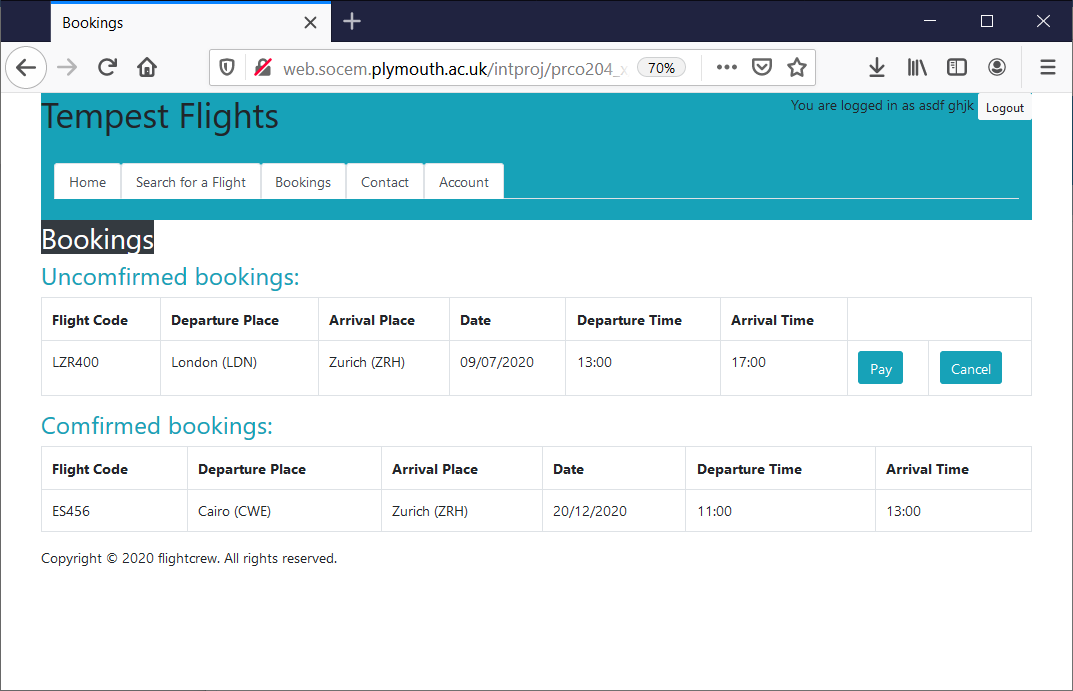 Bookings
web.socem.plymouth.ac.uk/intproj/prco204_ 70%
Tempest Flights
You are logged in as asdf ghjk Logout
Home Search for a Flight Bookings Contact Account
Bookings
Uncomfirmed bookings:
Flight Code Departure Place Arrival Place Date Departure Time Arrival Time
LZR400 London (LDN) Zurich (ZRH) 09/07/2020 13:00 17:00 Pay Cancel
Comfirmed bookings:
Flight Code Departure Place Arrival Place Date Departure Time Arrival Time
ES456 Cairo (CWE) Zurich (ZRH) 20/12/2020 11:00 13:00
Copyright © 2020 flightcrew. All rights reserved.